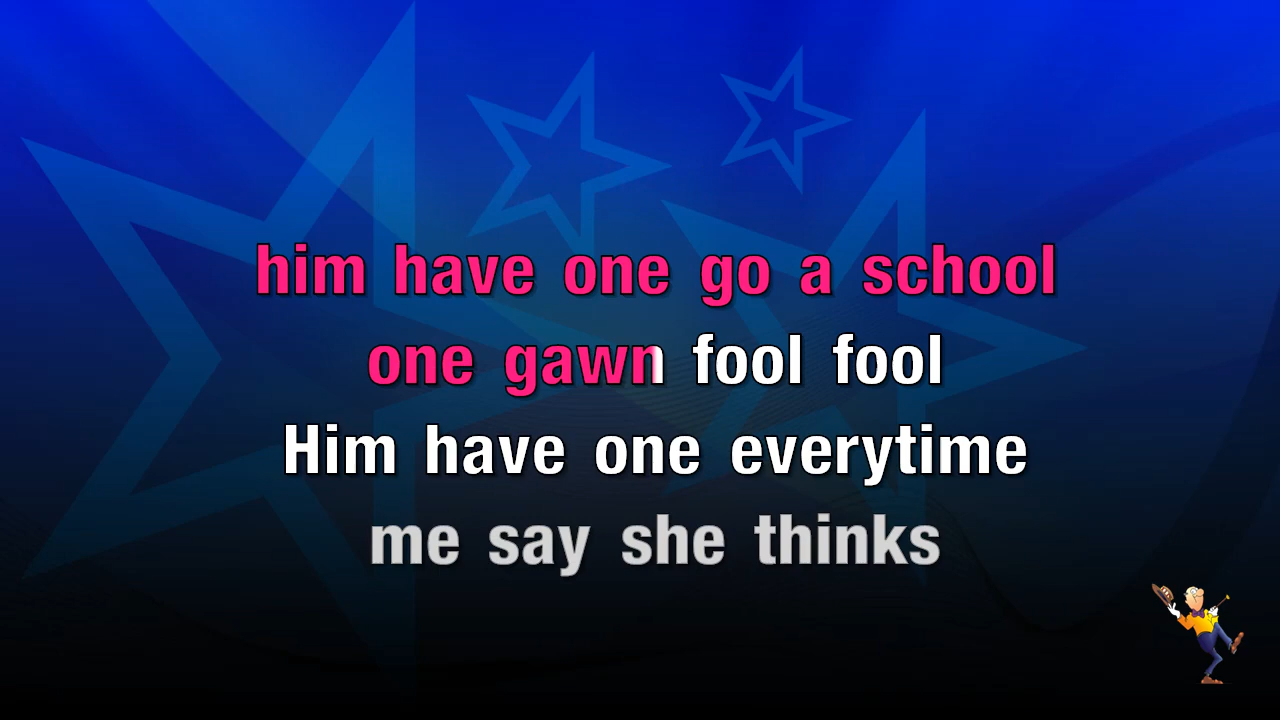 him have one go a school
one gawn fool fool
Him have one everytime
me say she thinks